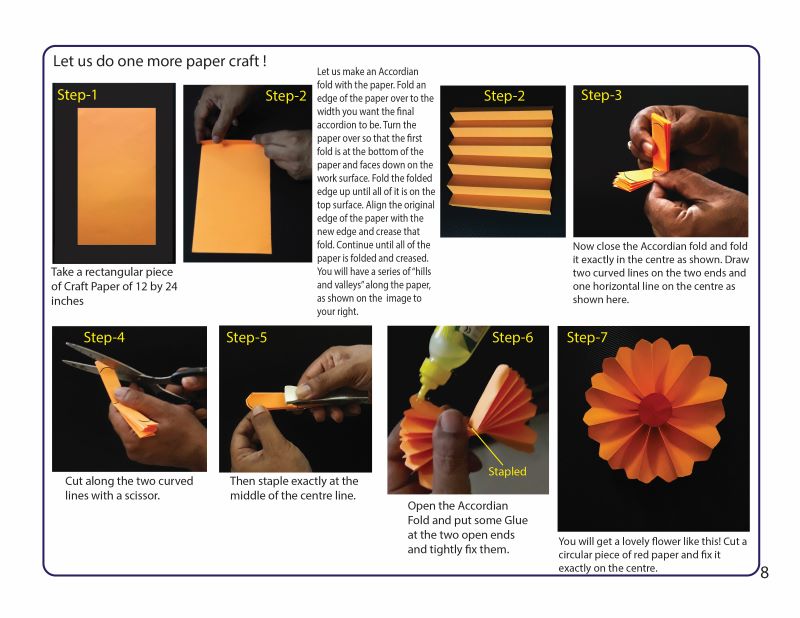 Let us do one more paper craft !
Step-1
Take a rectangular piece
of Craft Paper of 12 by 24
inches
Step-2
Let us make an Accordian
fold with the paper. Fold an
edge of the paper over to the
width you want the final
accordion to be. Turn the
paper over so that the first
fold is at the bottom of the
paper and faces down on the
work surface. Fold the folded
edge up until all of it is on the
top surface. Align the original
edge of the paper with the
new edge and crease that
fold. Continue until all of the
paper is folded and creased.
You will have a series of “hills
and valleys” along the paper,
as shown on the image to
your right.
Step-2
Step-3
Now close the Accordian fold and fold
it exactly in the centre as shown. Draw
two curved lines on the two ends and
one horizontal line on the centre as
shown here.
Step-4
Cut along the two curved
lines with a scissor.
Step-5
Then staple exactly at the
middle of the centre line.
Step-6
Stapled
Open the Accordian
Fold and put some Glue
at the two open ends
and tightly fix them.
Step-7
You will get a lovely flower like this! Cut a
circular piece of red paper and fix it
exactly on the centre.
8